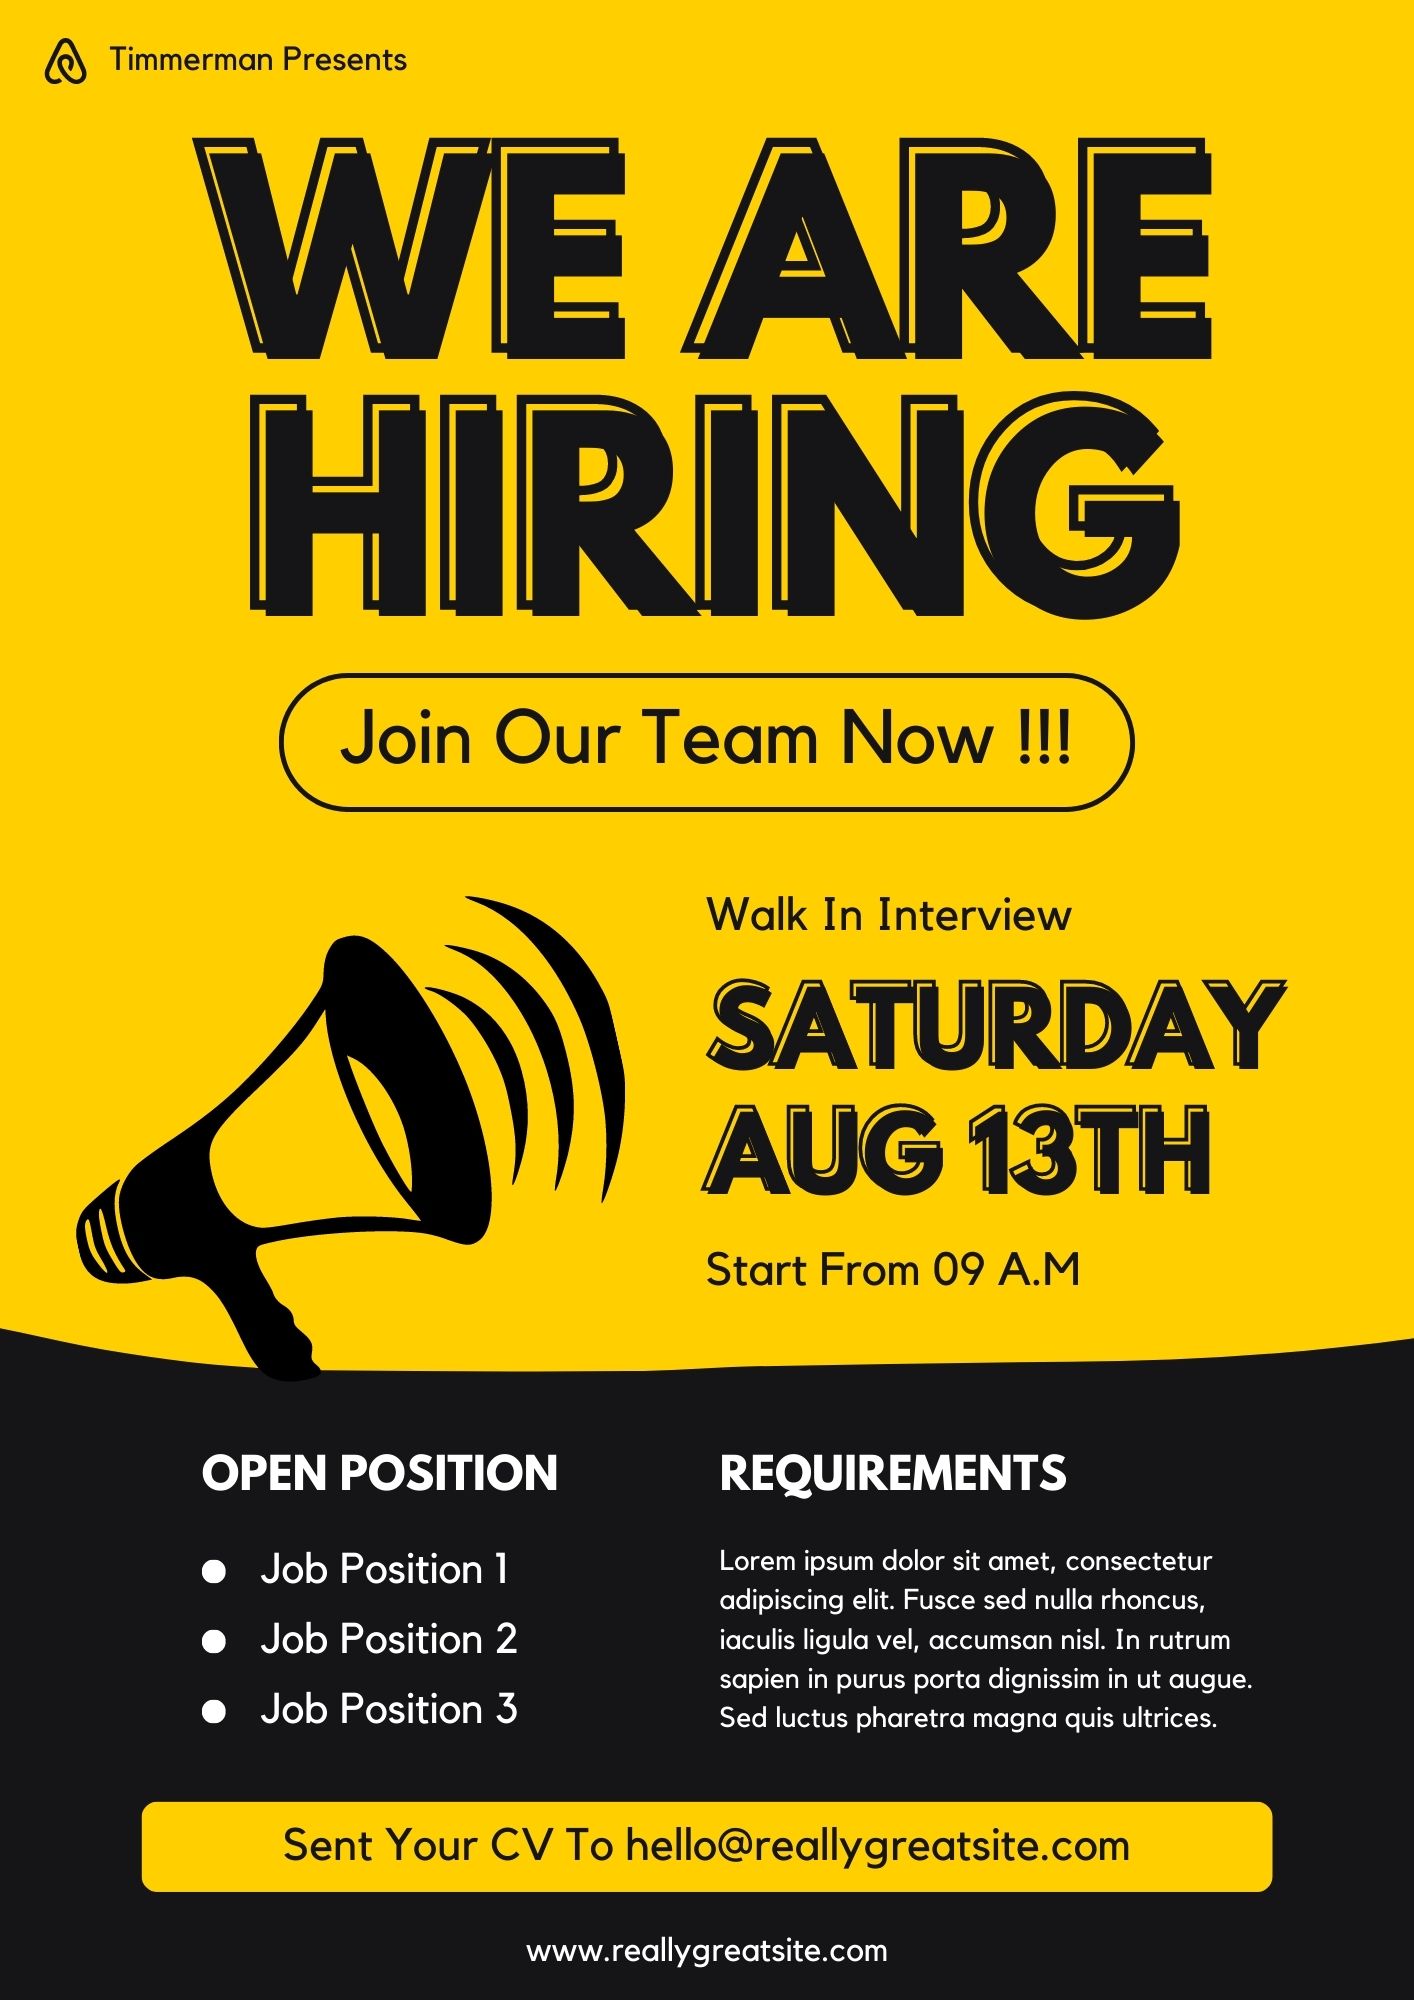 Timmerman Presents
WE ARE
HIRING
Join Our Team Now !!!
Walk In Interview
SATURDAY
AUG 13TH
Start From 09 A.M
OPEN POSITION
Job Position 1
Job Position 2
Job Position 3
REQUIREMENTS
Lorem ipsum dolor sit amet, consectetur
adipiscing elit. Fusce sed nulla rhoncus,
iaculis ligula vel, accumsan nisl. In rutrum
sapien in purus porta dignissim in ut augue.
Sed luctus pharetra magna quis ultrices.
Sent Your CV To hello@reallygreatsite.com
www.reallygreatsite.com